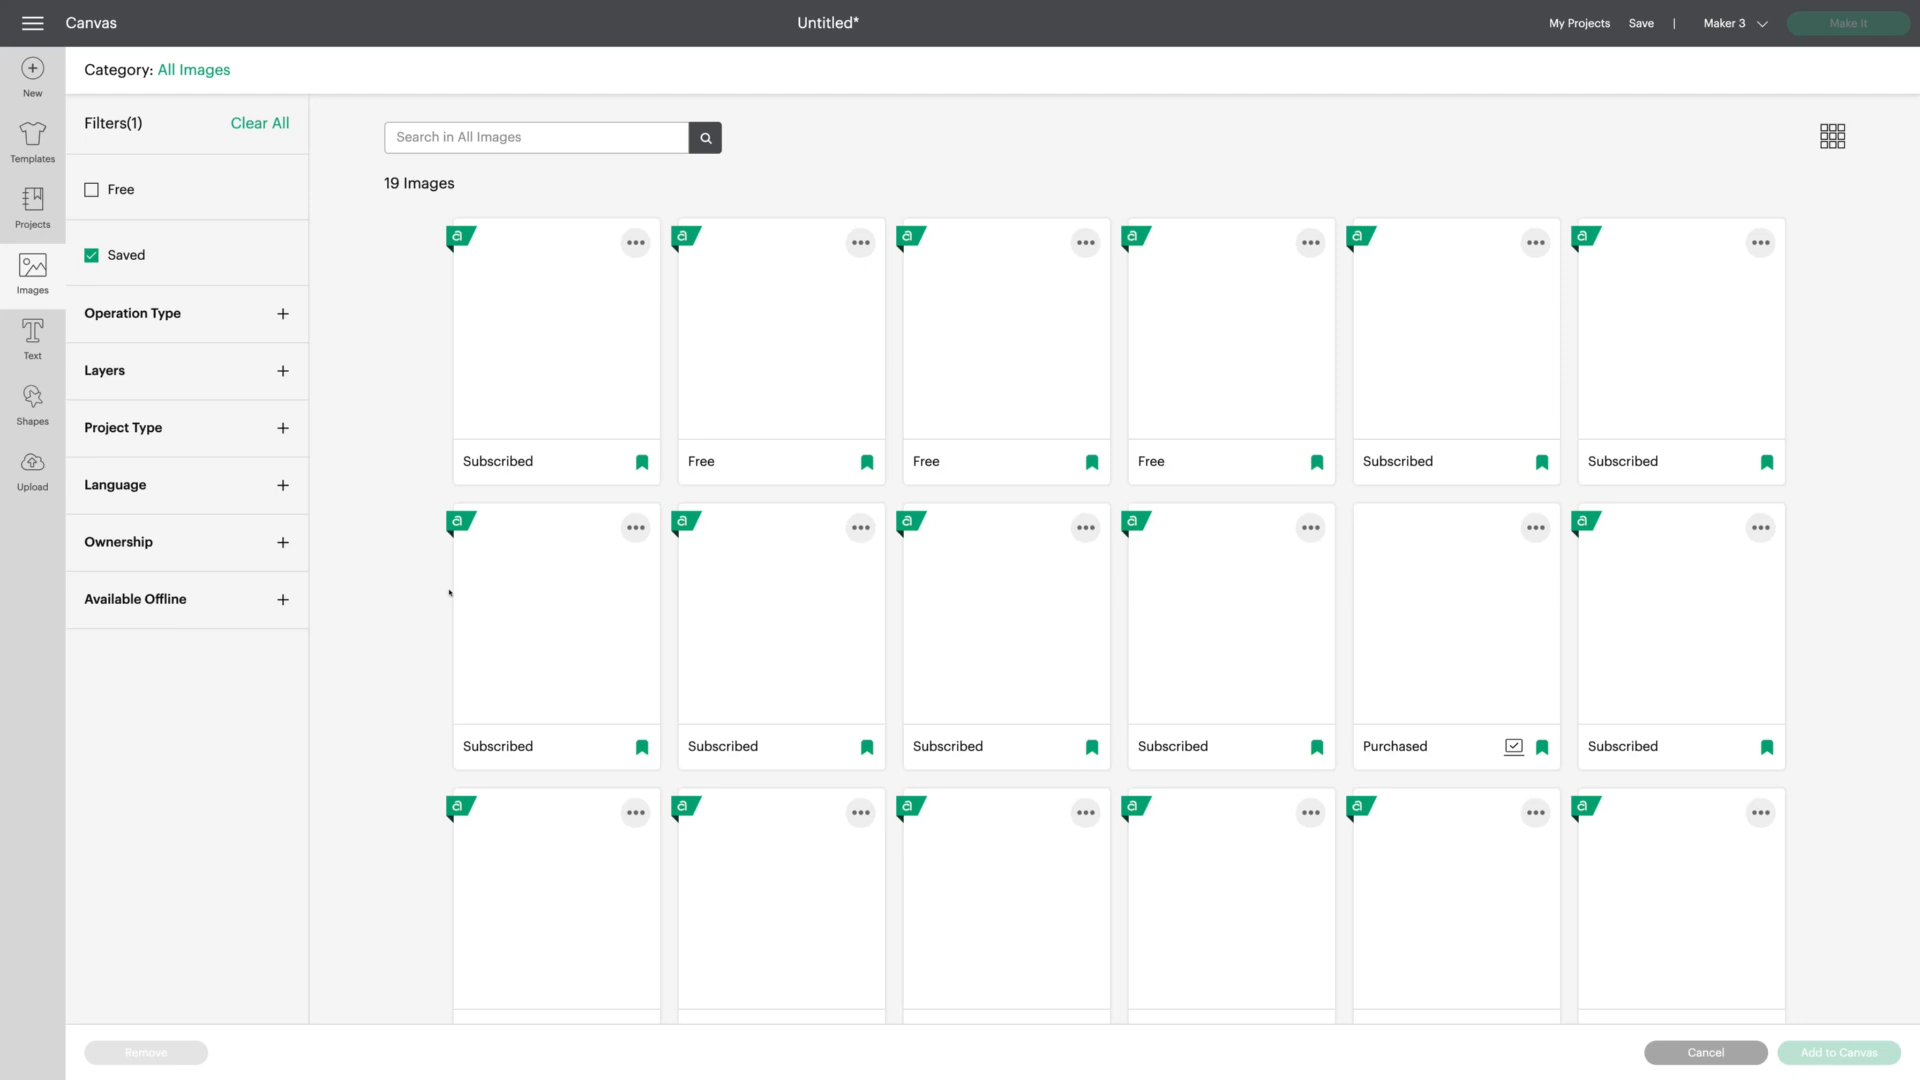 Canvas
Untitled*
My Projects
Save
|
Maker 3
Make It
New
Templates
Projects
Images
Text
Shapes
Upload
Category: All Images
Filters(1)
Clear All
Free
Saved
Operation Type
Layers
Project Type
Language
Ownership
Available Offline
Search in All Images
19 Images
a a a a a a
Subscribed Free Free Free Subscribed Subscribed
a a a a a
Subscribed Subscribed Subscribed Subscribed Purchased Subscribed
a a a a a a
Remove
Cancel
Add to Canvas